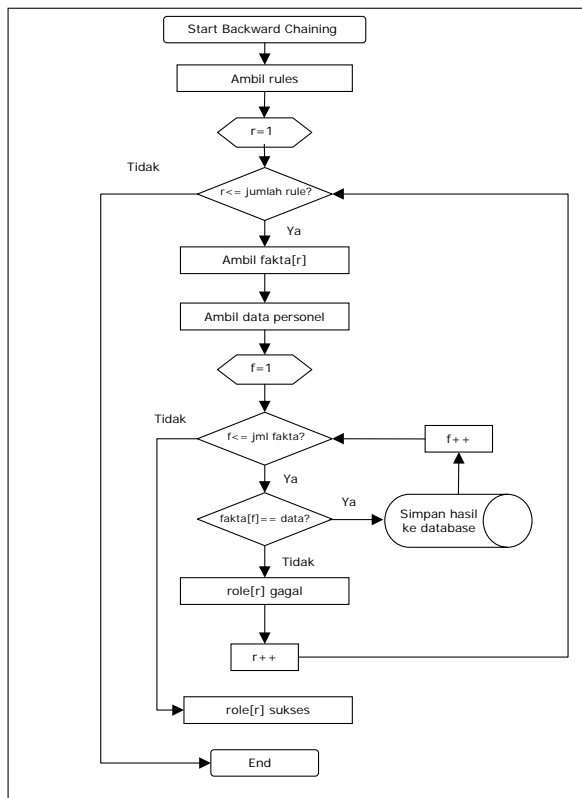 Start Backward Chaining
Ambil rules
r=1
Tidak
r<= jumlah rule?
Ya
Ambil fakta[r]
Ambil data personel
f=1
Tidak
f<= jml fakta?
f++
Ya
fakta[f]== data?
Ya
Simpan hasil
ke database
Tidak
role[r] gagal
r++
role[r] sukses
End